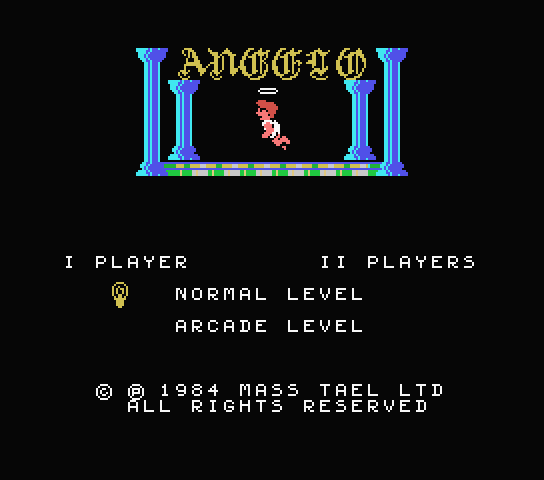 ANGELO
I PLAYER II PLAYERS
NORMAL LEVEL
ARCADE LEVEL
© ℗ 1984 MASS TAEL LTD
ALL RIGHTS RESERVED